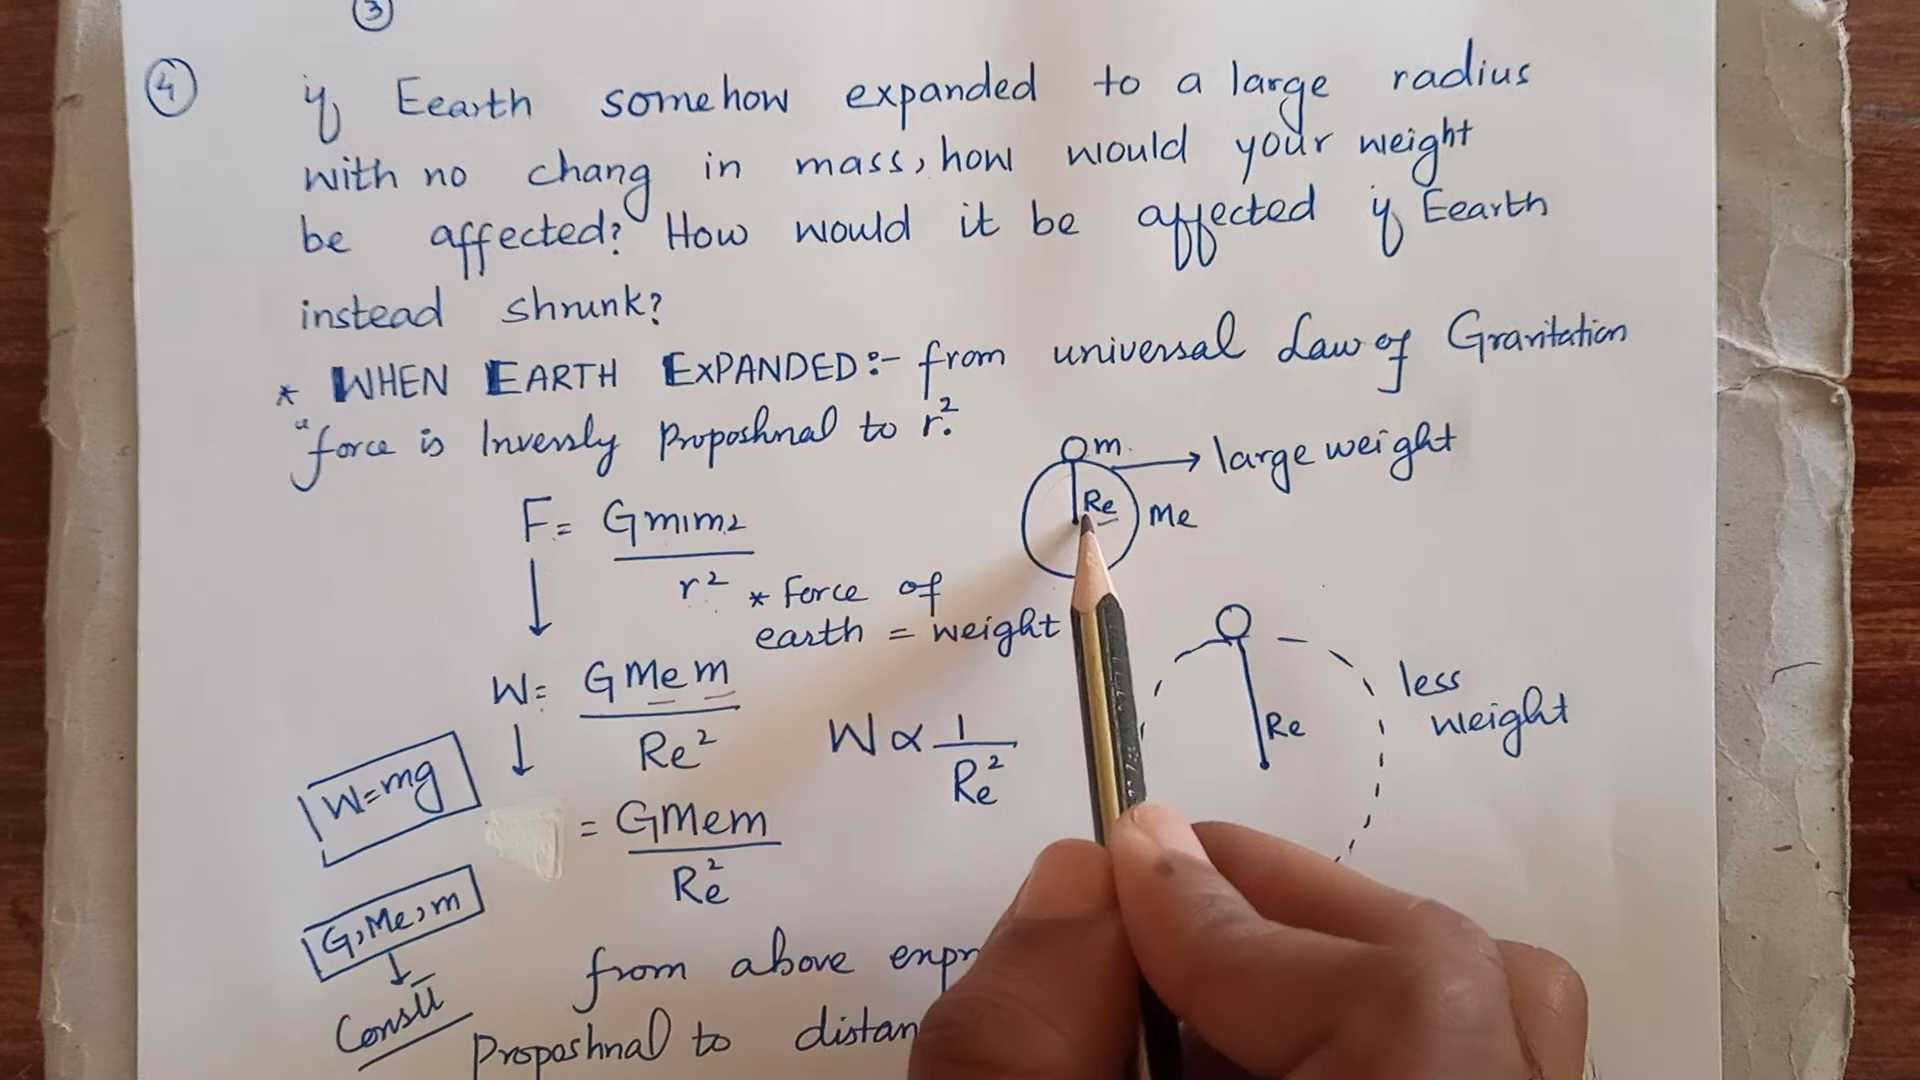 3
4
if Eearth somehow expanded to a large radius
with no chang in mass, how would your weight
be affected? How would it be affected if Eearth
instead shrunk?
* WHEN EARTH EXPANDED:- from universal Law of Gravitation
"force is Inversly Proposhnal to r².
m. → large weight
Re Me
F = Gm1m2
r²
* force of
earth = weight
W = GMem
Re²
W ∝ 1
Re²
less
weight
Re
W=mg
= GMem
Re²
G, Me, m
from above
Proposhnal to